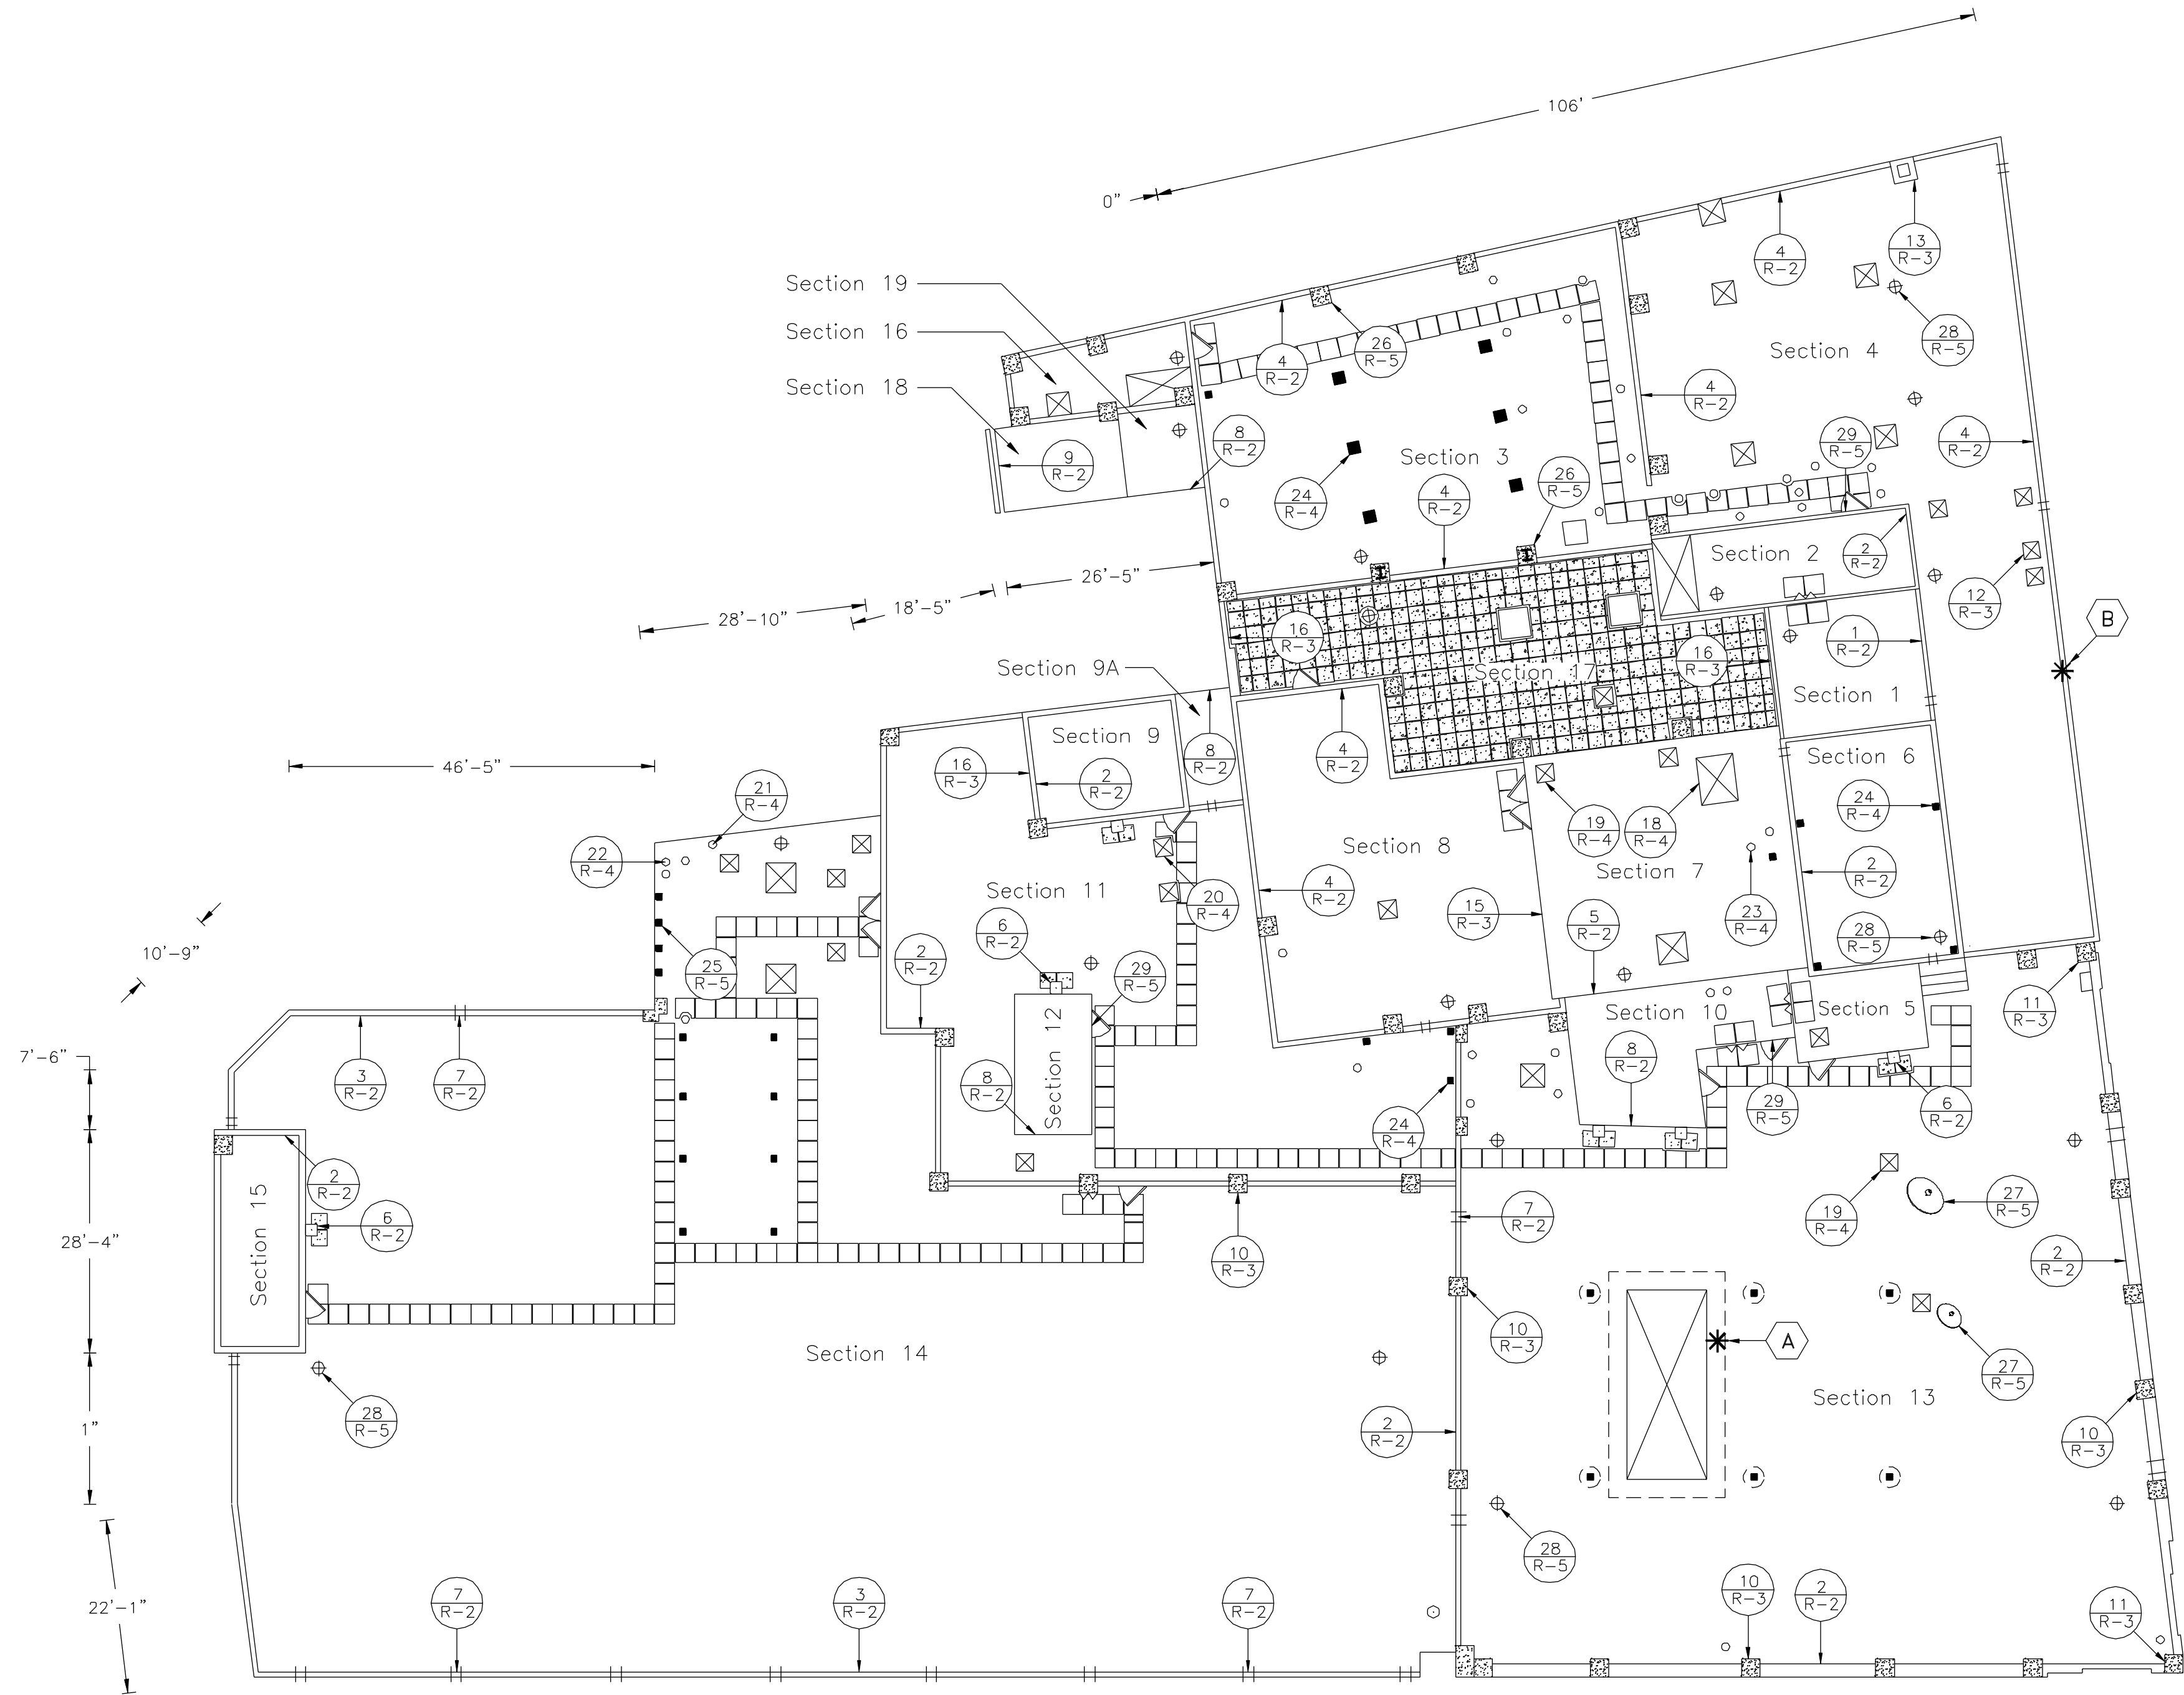 106'
0"
13
R-3
4
R-2
Section 19
28
R-5
Section 16
26
R-5
4
R-2
Section 4
Section 18
4
R-2
8
R-2
29
R-5
4
R-2
Section 3
9
R-2
26
R-5
24
R-4
4
R-2
Section 2
2
R-2
26'-5"
12
R-3
18'-5"
28'-10"
B
16
R-3
1
R-2
16
R-3
Section 9A
Section 17
Section 1
Section 9
Section 6
8
R-2
4
R-2
46'-5"
16
R-3
2
R-2
21
R-4
24
R-4
19
R-4
18
R-4
Section 8
22
R-4
Section 7
2
R-2
Section 11
4
R-2
20
R-4
15
R-3
23
R-4
5
R-2
6
R-2
28
R-5
10'-9"
2
R-2
25
R-5
29
R-5
Section 10
Section 5
11
R-3
7'-6"
8
R-2
3
R-2
7
R-2
8
R-2
Section 12
29
R-5
6
R-2
24
R-4
2
R-2
27
R-5
7
R-2
19
R-4
6
R-2
Section 15
28'-4"
10
R-3
2
R-2
10
R-3
A
Section 14
27
R-5
Section 13
28
R-5
1"
2
R-2
10
R-3
28
R-5
22'-1"
7
R-2
3
R-2
7
R-2
10
R-3
2
R-2
11
R-3